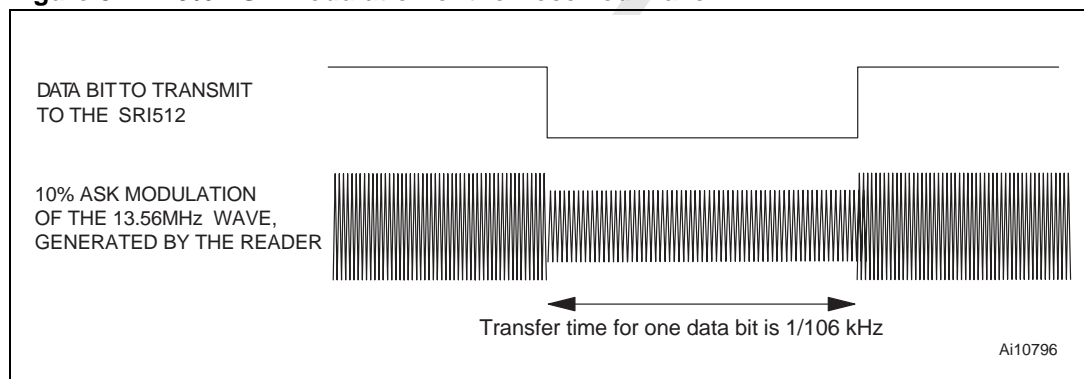 DATA BIT TO TRANSMIT
TO THE SRI512
10% ASK MODULATION
OF THE 13.56MHz WAVE,
GENERATED BY THE READER
Transfer time for one data bit is 1/106 kHz
Ai10796